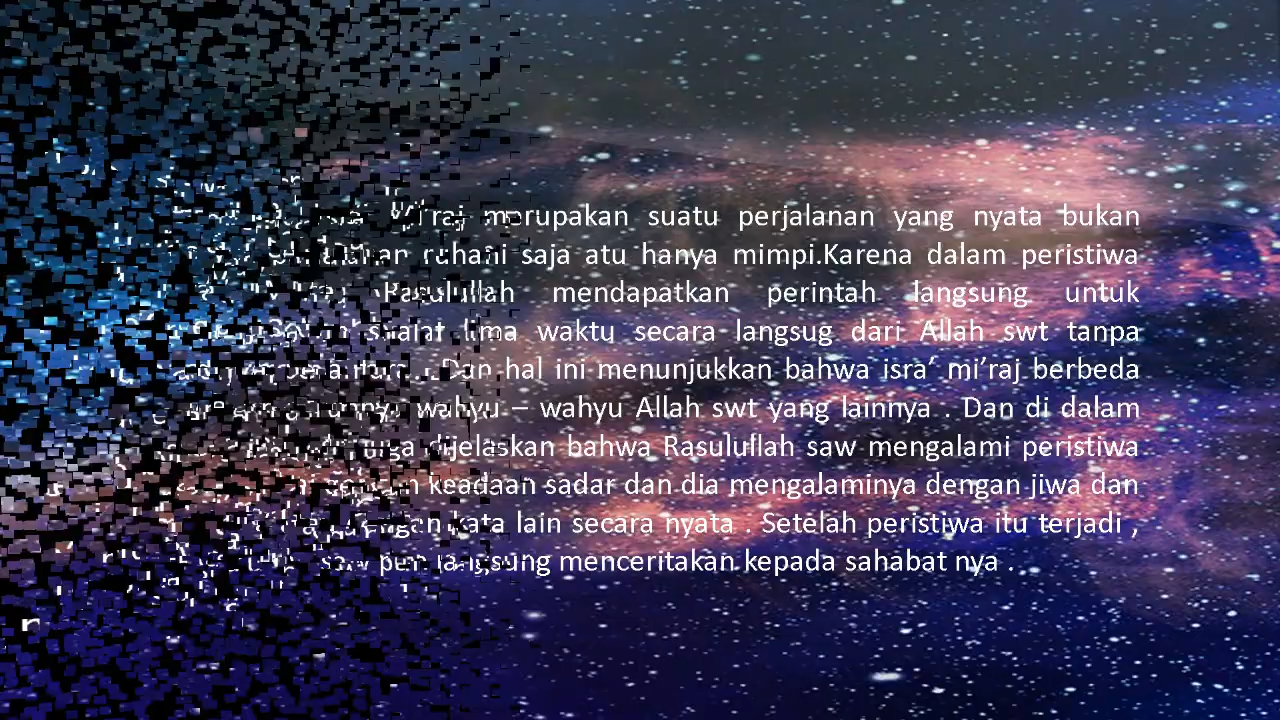 mi'raj merupakan suatu perjalanan yang nyata bukan
ruhani saja atu hanya mimpi.Karena dalam peristiwa
Rasulullah mendapatkan perintah langsung untuk
shalat lima waktu secara langsug dari Allah swt tanpa
Dan hal ini menunjukkan bahwa isra’ mi’raj berbeda
wahyu – wahyu Allah swt yang lainnya . Dan di dalam
juga dijelaskan bahwa Rasulullah saw mengalami peristiwa
keadaan sadar dan dia mengalaminya dengan jiwa dan
dengan kata lain secara nyata . Setelah peristiwa itu terjadi ,
saw pun langsung menceritakan kepada sahabat nya .